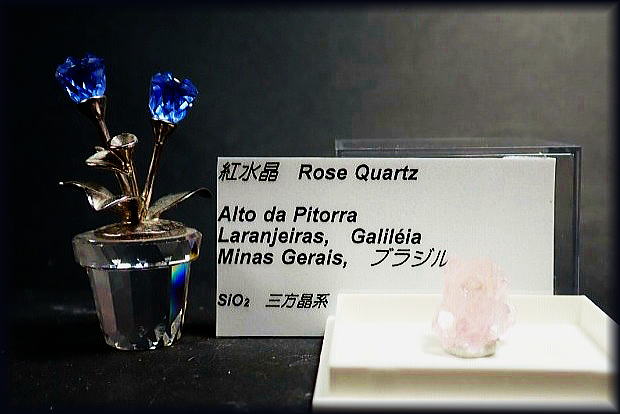 紅水晶 Rose Quartz
Alto da Pitorra
Laranjeiras, Galiléia
Minas Gerais, ブラジル
SiO₂ 三方晶系